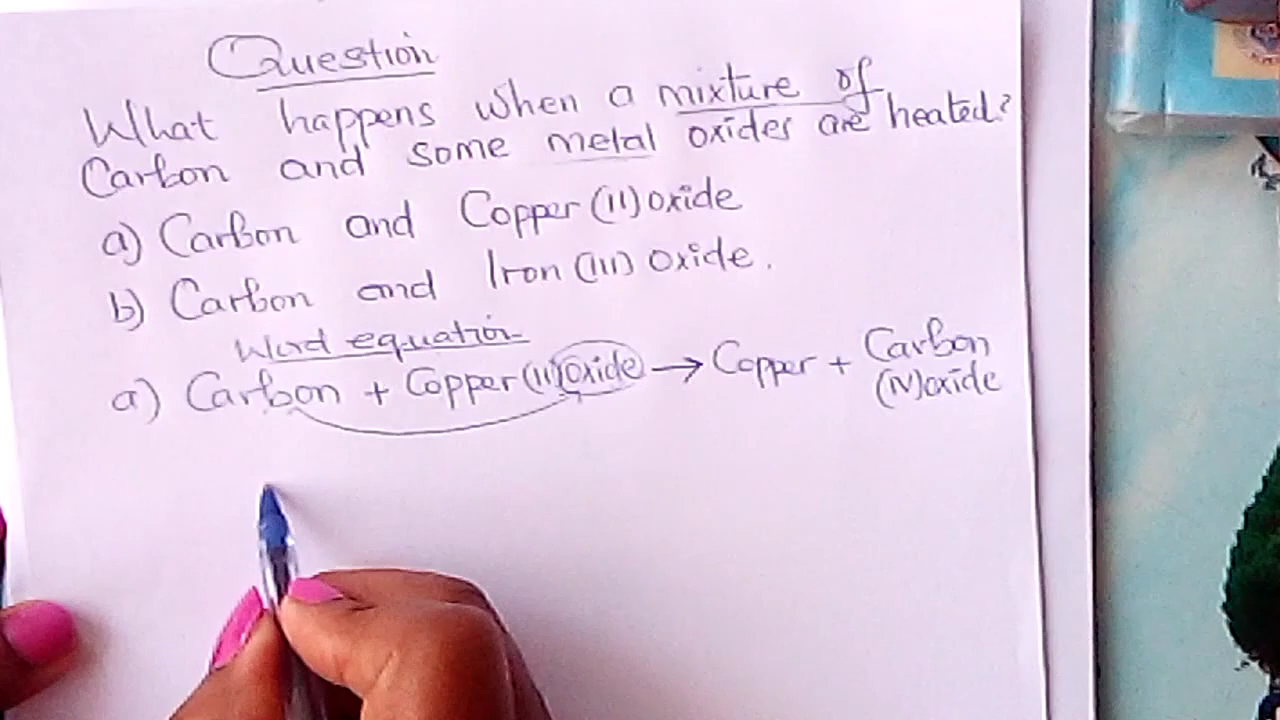 Question
What happens when a mixture of
Carbon and some metal oxides are heated?
a) Carbon and Copper (II) oxide
b) Carbon and Iron (III) oxide.
Word equation
a) Carbon + Copper (II) Oxide → Copper + Carbon
(IV) oxide